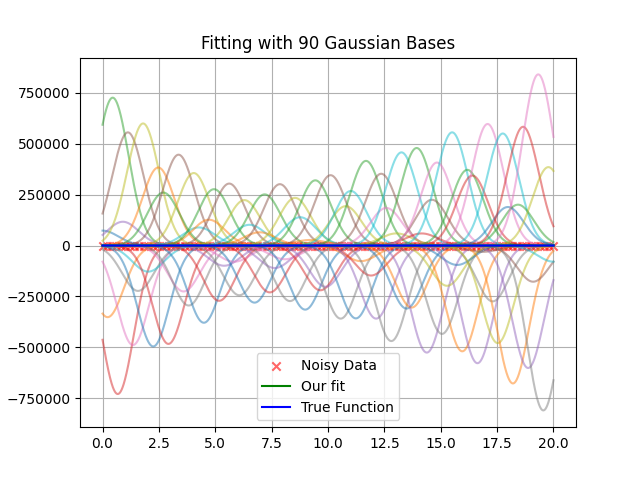 Fitting with 90 Gaussian Bases
750000
500000
250000
0
−250000
−500000
−750000
0.0 2.5 5.0 7.5 10.0 12.5 15.0 17.5 20.0
Noisy Data
Our fit
True Function